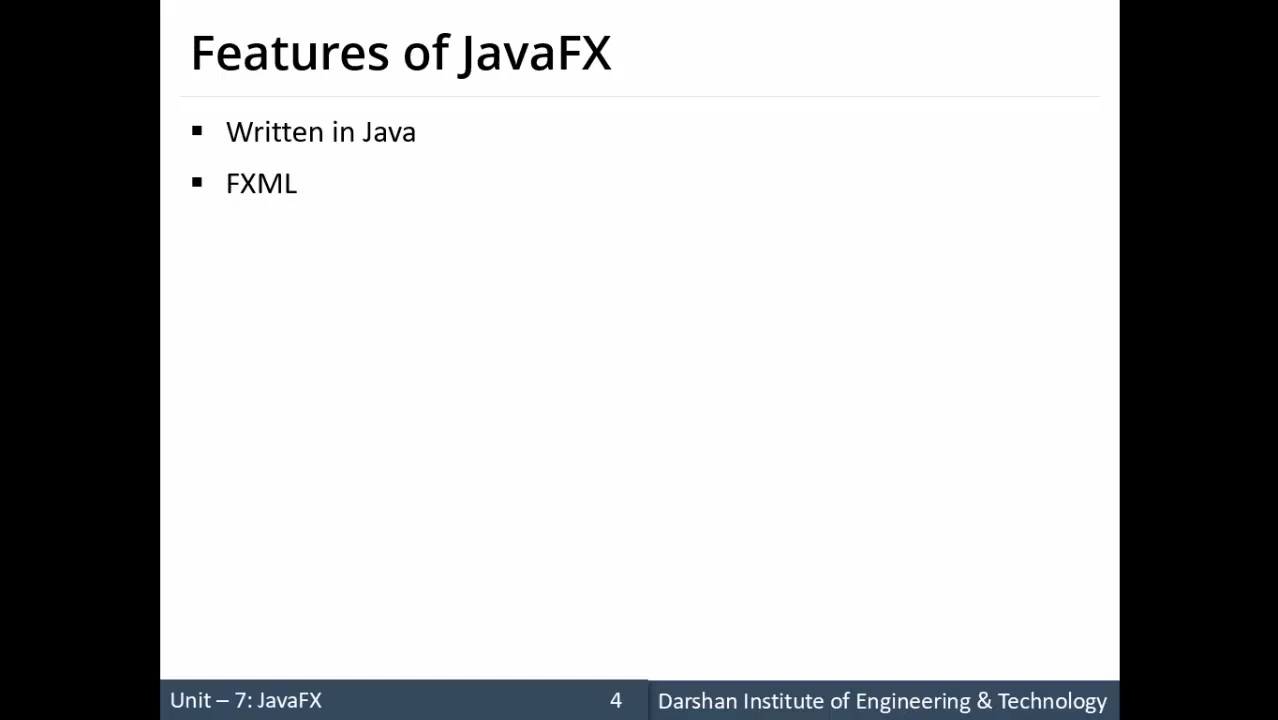 Features of JavaFX
▪ Written in Java
▪ FXML
Unit – 7: JavaFX 4 Darshan Institute of Engineering & Technology